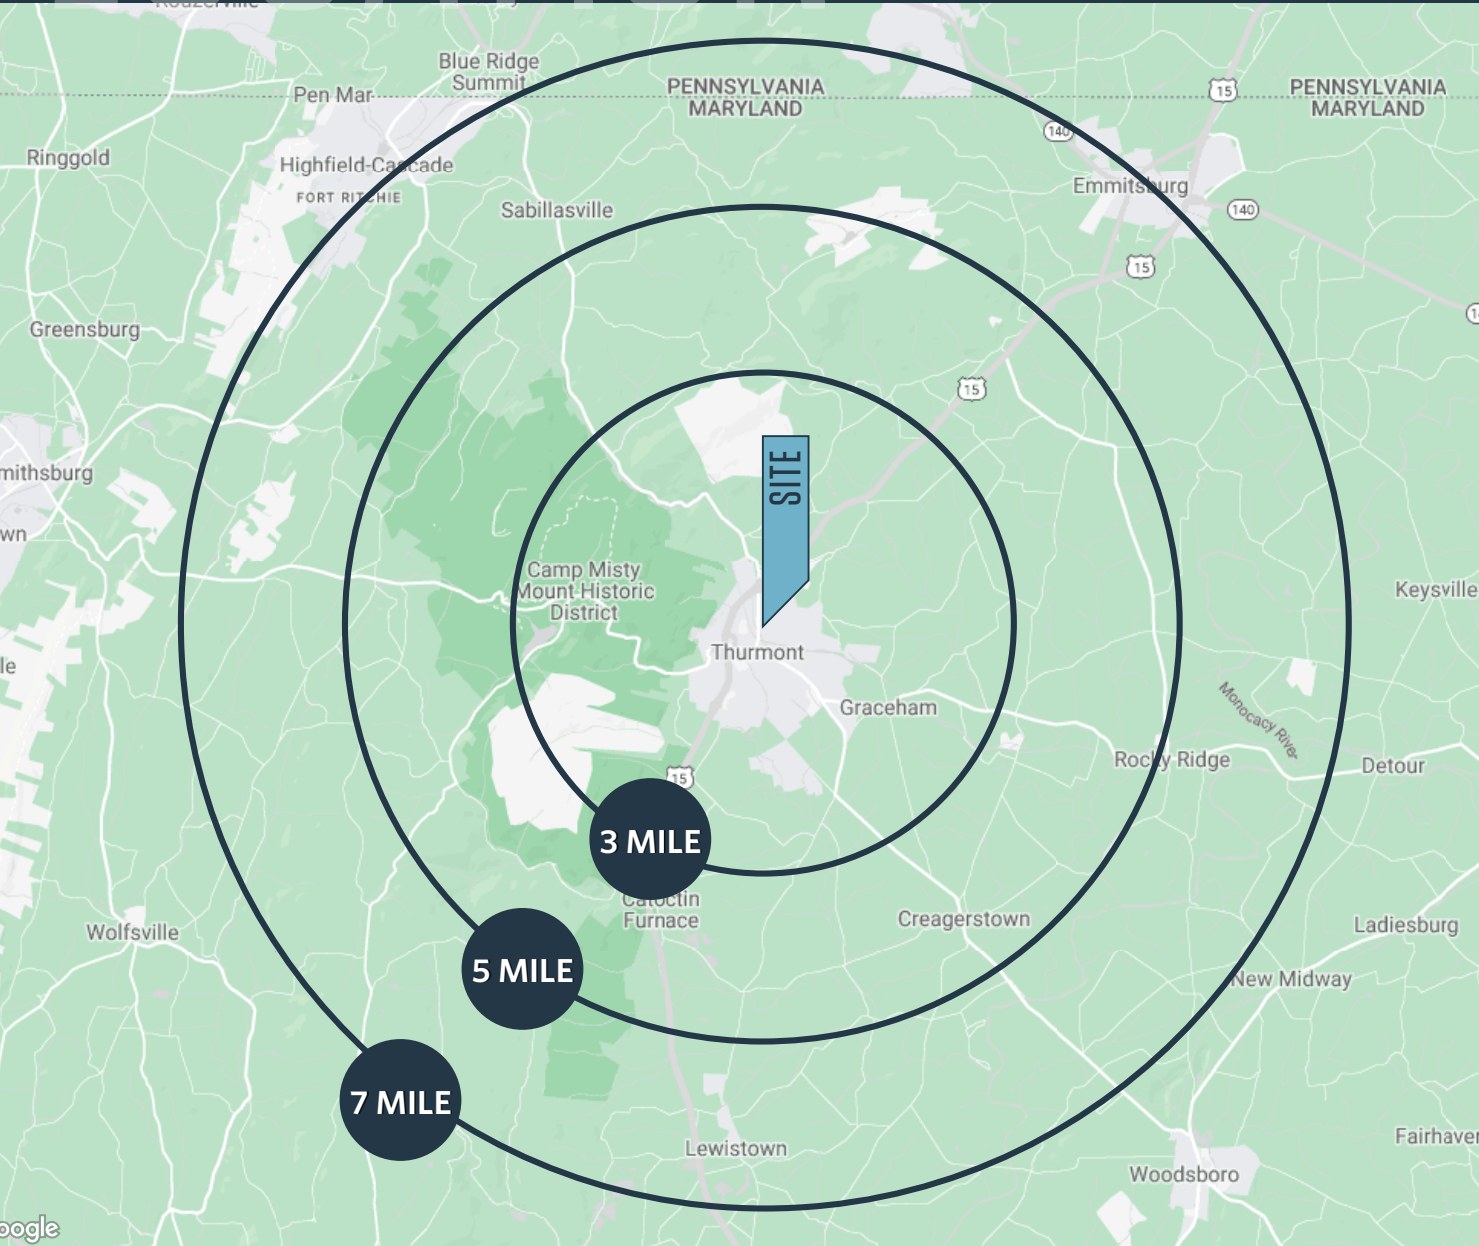 Blue Ridge
Summit
Pen Mar
PENNSYLVANIA
MARYLAND
15
PENNSYLVANIA
MARYLAND
140
Ringgold
Highfield-Cascade
FORT RITCHIE
Emmitsburg
Sabillasville
140
15
Greensburg
15
SITE
mithsburg
wn
Camp Misty
Mount Historic
District
Keysville
Thurmont
le
Graceham
Monocacy River
Rocky Ridge
Detour
15
3 MILE
Catoctin
Furnace
Creagerstown
Ladiesburg
Wolfsville
5 MILE
New Midway
7 MILE
Lewistown
Fairhaven
Woodsboro
oogle